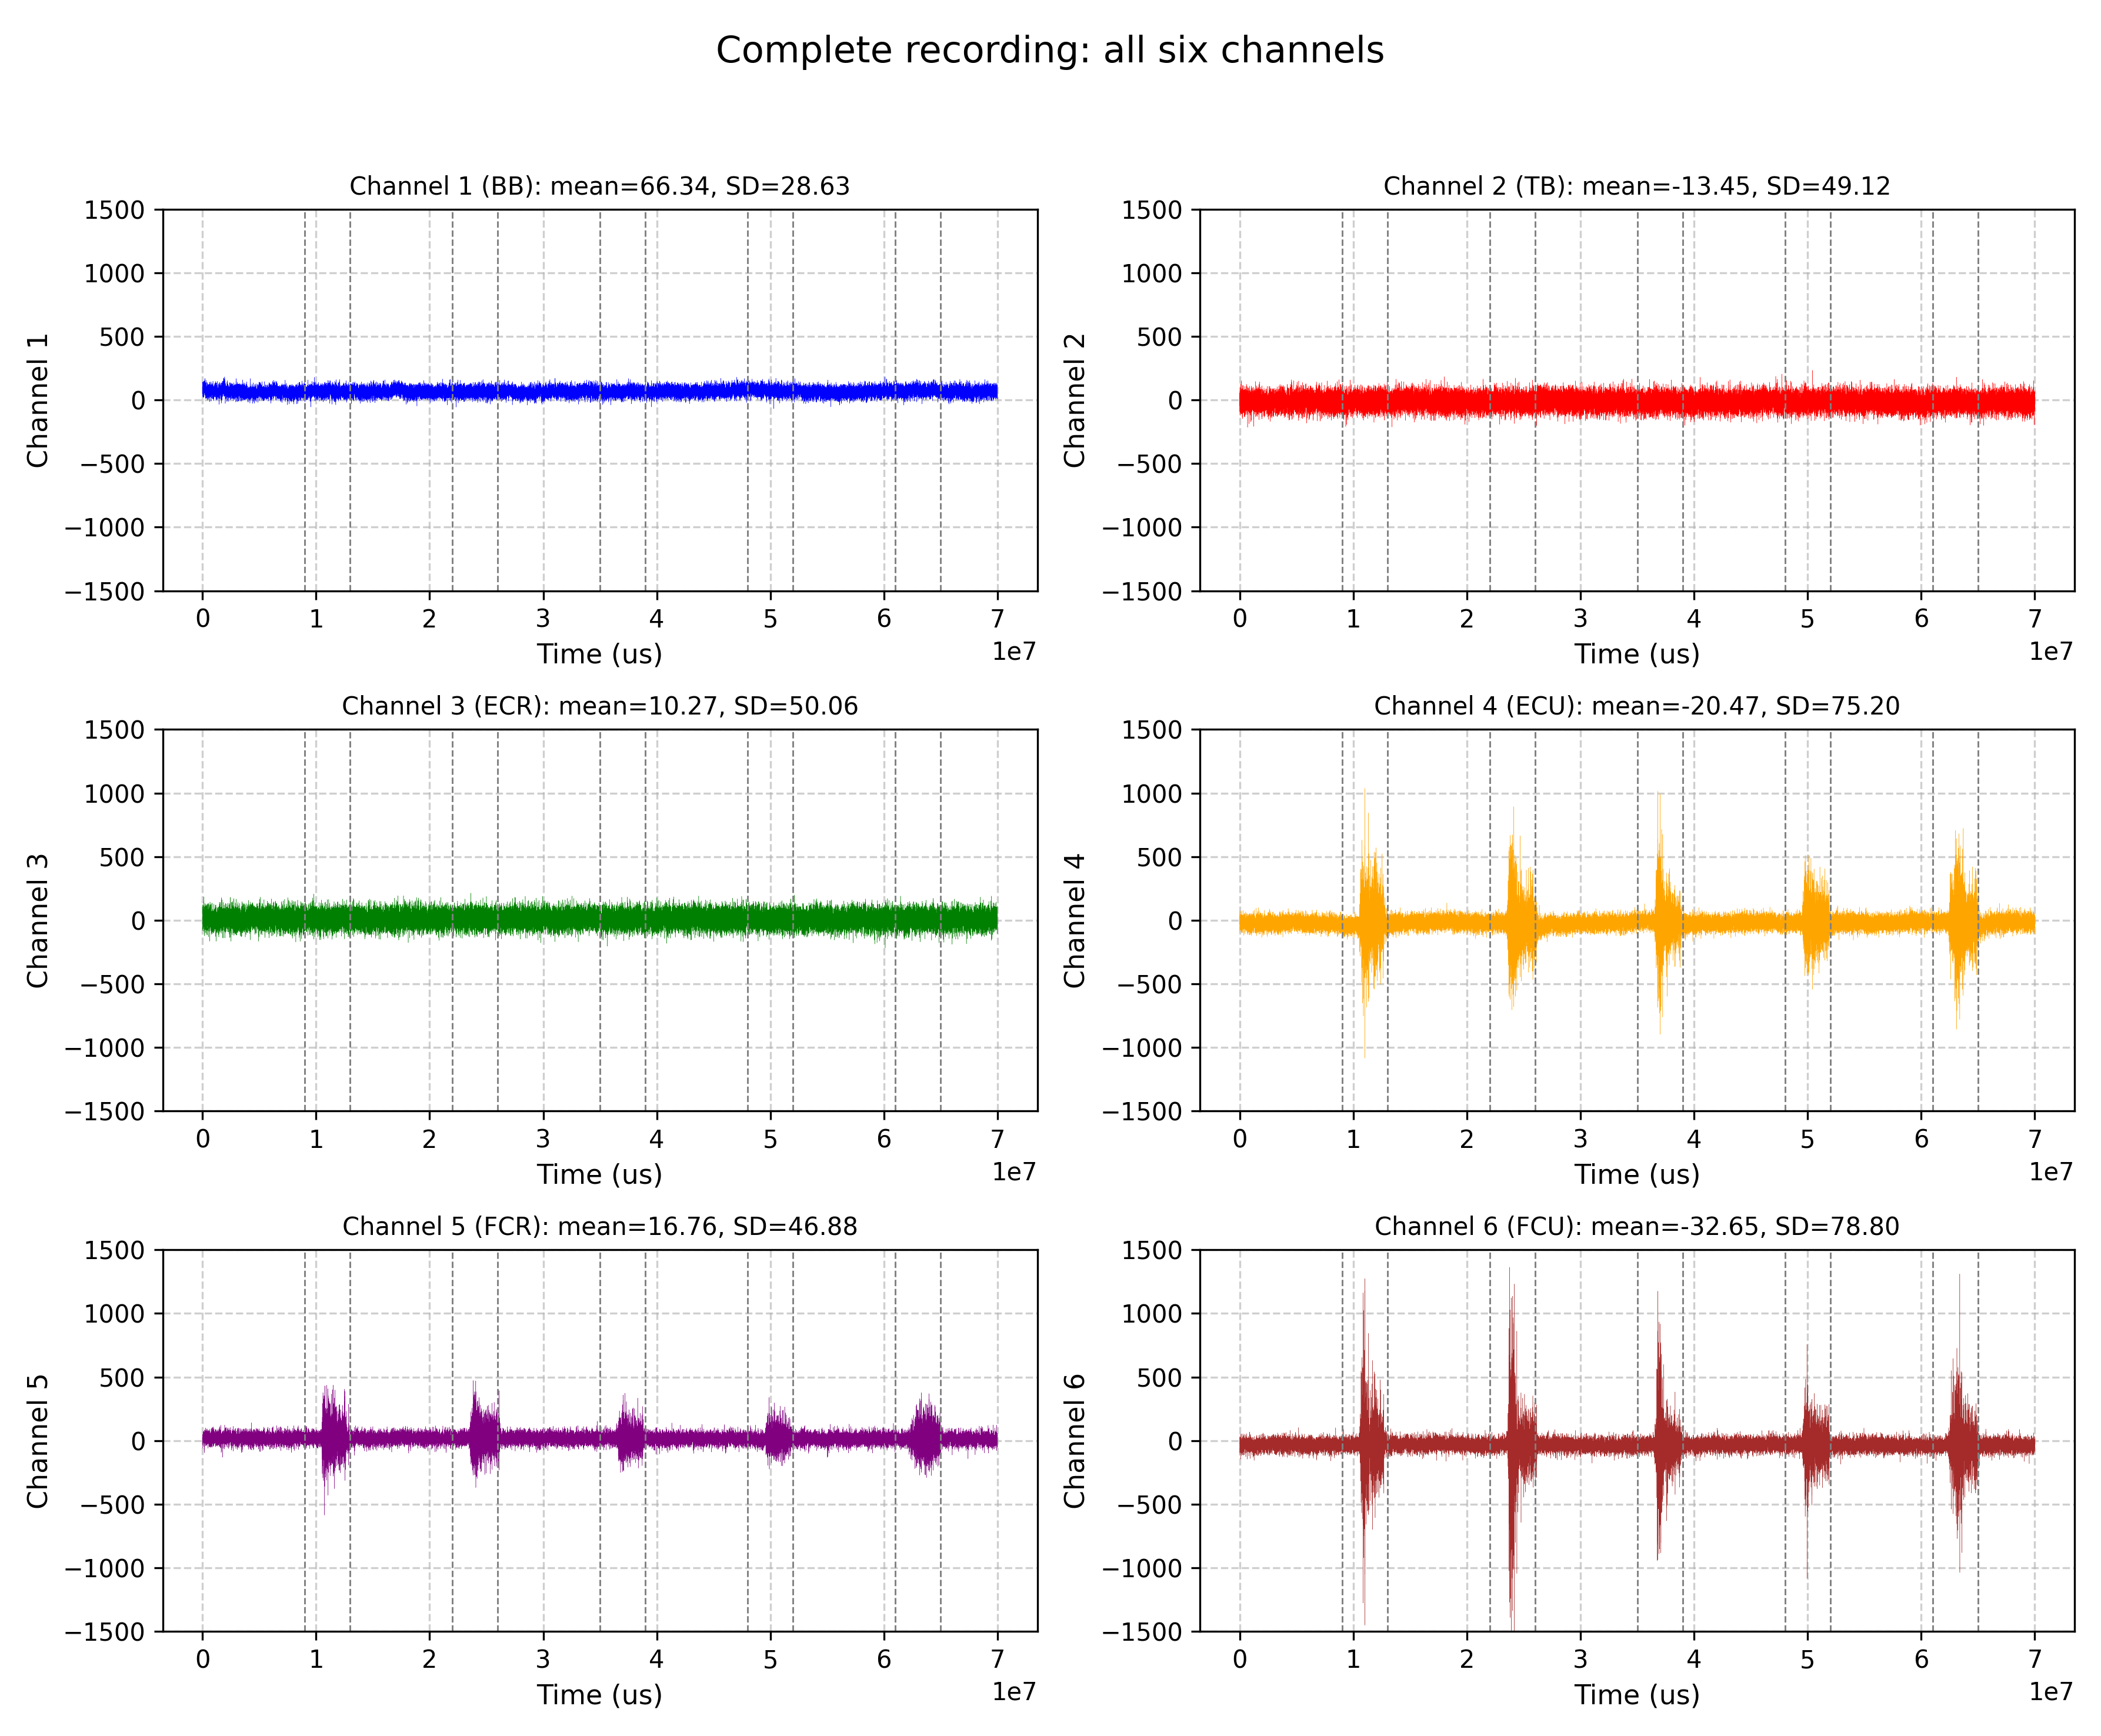 Complete recording: all six channels
Channel 1 (BB): mean=66.34, SD=28.63
1500
1000
500
0
−500
−1000
−1500
Channel 1
0 1 2 3 4 5 6 7
Time (us)
1e7
Channel 2 (TB): mean=-13.45, SD=49.12
1500
1000
500
0
−500
−1000
−1500
Channel 2
0 1 2 3 4 5 6 7
Time (us)
1e7
Channel 3 (ECR): mean=10.27, SD=50.06
1500
1000
500
0
−500
−1000
−1500
Channel 3
0 1 2 3 4 5 6 7
Time (us)
1e7
Channel 4 (ECU): mean=-20.47, SD=75.20
1500
1000
500
0
−500
−1000
−1500
Channel 4
0 1 2 3 4 5 6 7
Time (us)
1e7
Channel 5 (FCR): mean=16.76, SD=46.88
1500
1000
500
0
−500
−1000
−1500
Channel 5
0 1 2 3 4 5 6 7
Time (us)
1e7
Channel 6 (FCU): mean=-32.65, SD=78.80
1500
1000
500
0
−500
−1000
−1500
Channel 6
0 1 2 3 4 5 6 7
Time (us)
1e7